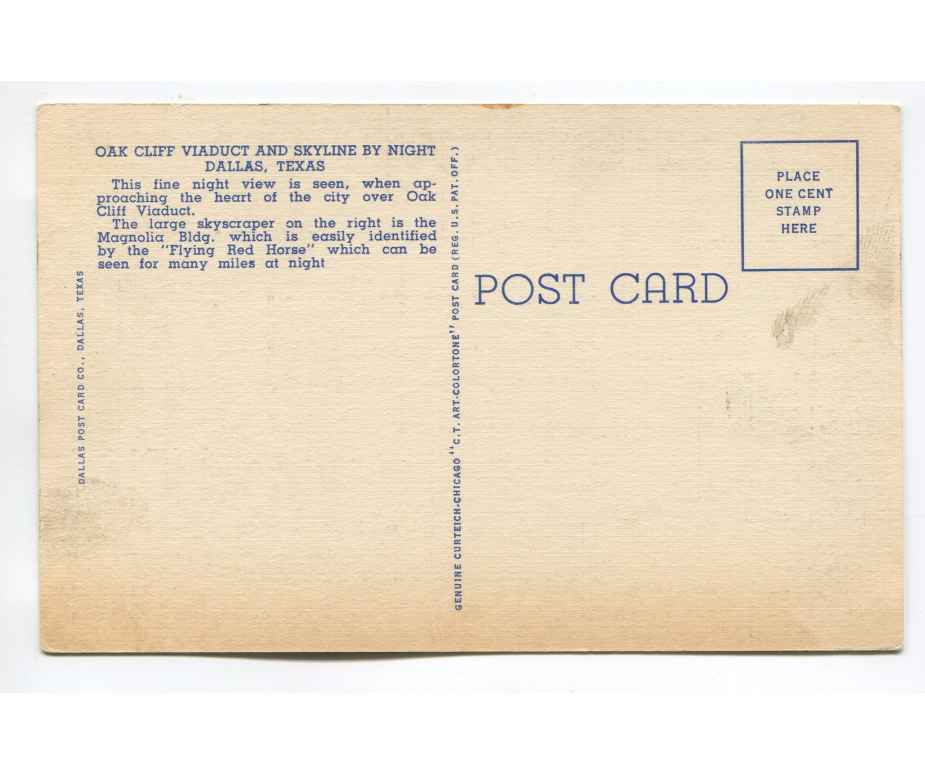 OAK CLIFF VIADUCT AND SKYLINE BY NIGHT
DALLAS, TEXAS
This fine night view is seen, when ap-
proaching the heart of the city over Oak
Cliff Viaduct.
The large skyscraper on the right is the
Magnolia Bldg. which is easily identified
by the "Flying Red Horse" which can be
seen for many miles at night
DALLAS POST CARD CO., DALLAS, TEXAS
GENUINE CURTEICH-CHICAGO "C.T. ART-COLORTONE" POST CARD (REG. U.S. PAT. OFF.)
POST CARD
PLACE
ONE CENT
STAMP
HERE